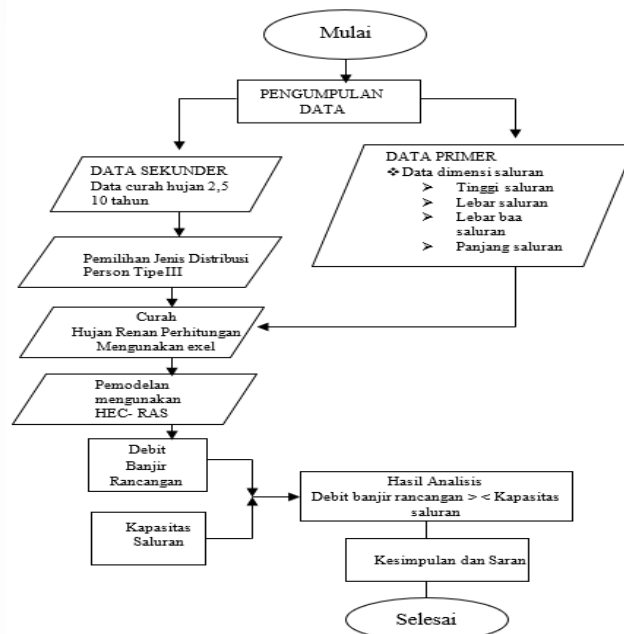 Mulai
PENGUMPULAN
DATA
DATA SEKUNDER
Data curah hujan 2,5
10 tahun
DATA PRIMER
❖ Data dimensi saluran
➢ Tinggi saluran
➢ Lebar saluran
➢ Lebar baa
saluran
➢ Panjang saluran
Pemilihan Jenis Distribusi
Person Tipe III
Curah
Hujan Renan Perhitungan
Mengunakan exel
Pemodelan
mengunakan
HEC- RAS
Debit
Banjir
Rancangan
Kapasitas
Saluran
Hasil Analisis
Debit banjir rancangan > < Kapasitas
saluran
Kesimpulan dan Saran
Selesai